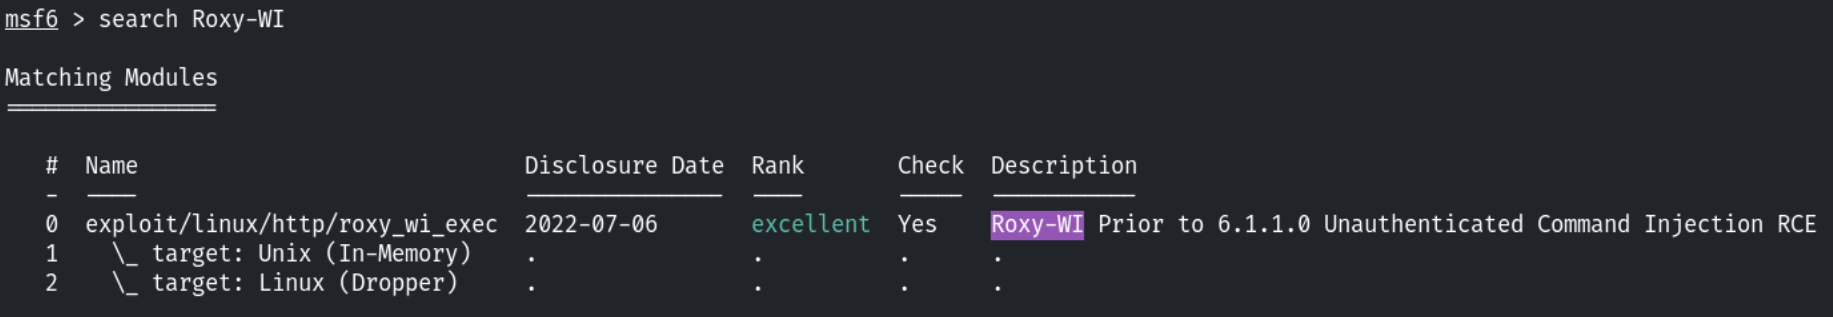 msf6 > search Roxy-WI
Matching Modules
================
#  Name  Disclosure Date  Rank  Check  Description
-  ----  ---------------  ----  -----  -----------
0  exploit/linux/http/roxy_wi_exec  2022-07-06  excellent  Yes  Roxy-WI Prior to 6.1.1.0 Unauthenticated Command Injection RCE
1  \_ target: Unix (In-Memory)  .  .  .  .
2  \_ target: Linux (Dropper)  .  .  .  .